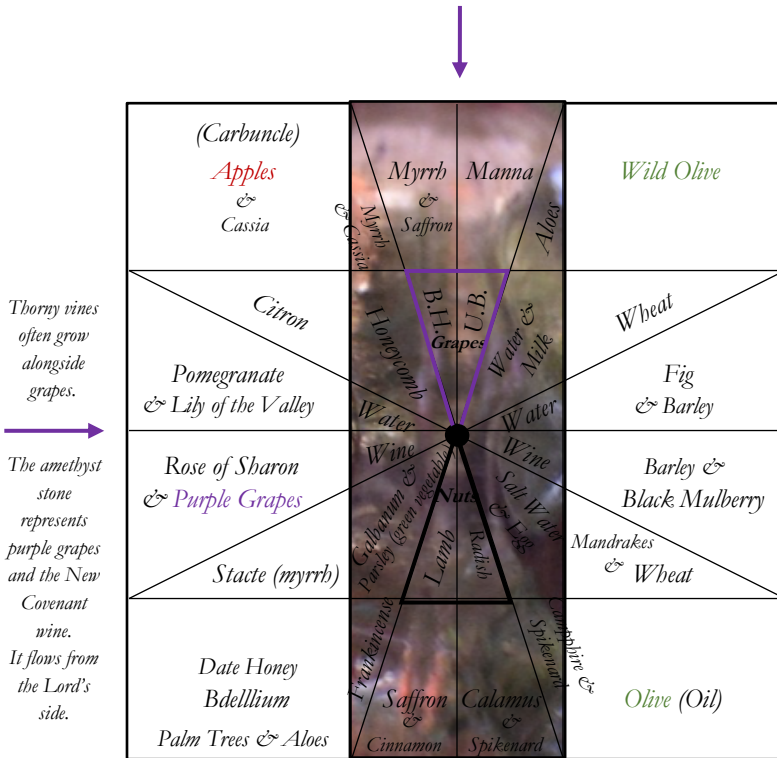 (Carbuncle)
Apples
&
Cassia
Myrrh
&
Saffron
Manna
Wild Olive
Myrrh
& Cassia
Aloes
Thorny vines
often grow
alongside
grapes.
Citron
Honeycomb
B.H.
U.B.
Grapes
Water &
Milk
Wheat
Pomegranate
& Lily of the Valley
Fig
& Barley
Water
Water
Wine
Wine
The amethyst
stone
represents
purple grapes
and the New
Covenant
wine.
It flows from
the Lord's
side.
Rose of Sharon
& Purple Grapes
Galbanum &
Parsley (green vegetable)
Nuts
Lamb
Radish
Salt Water
& Egg
Barley &
Black Mulberry
Stacte (myrrh)
Mandrakes
& Wheat
Frankincense
Campphire &
Spikenard
Date Honey
Bdelllium
Palm Trees & Aloes
Saffron
&
Cinnamon
Calamus
&
Spikenard
Olive (Oil)